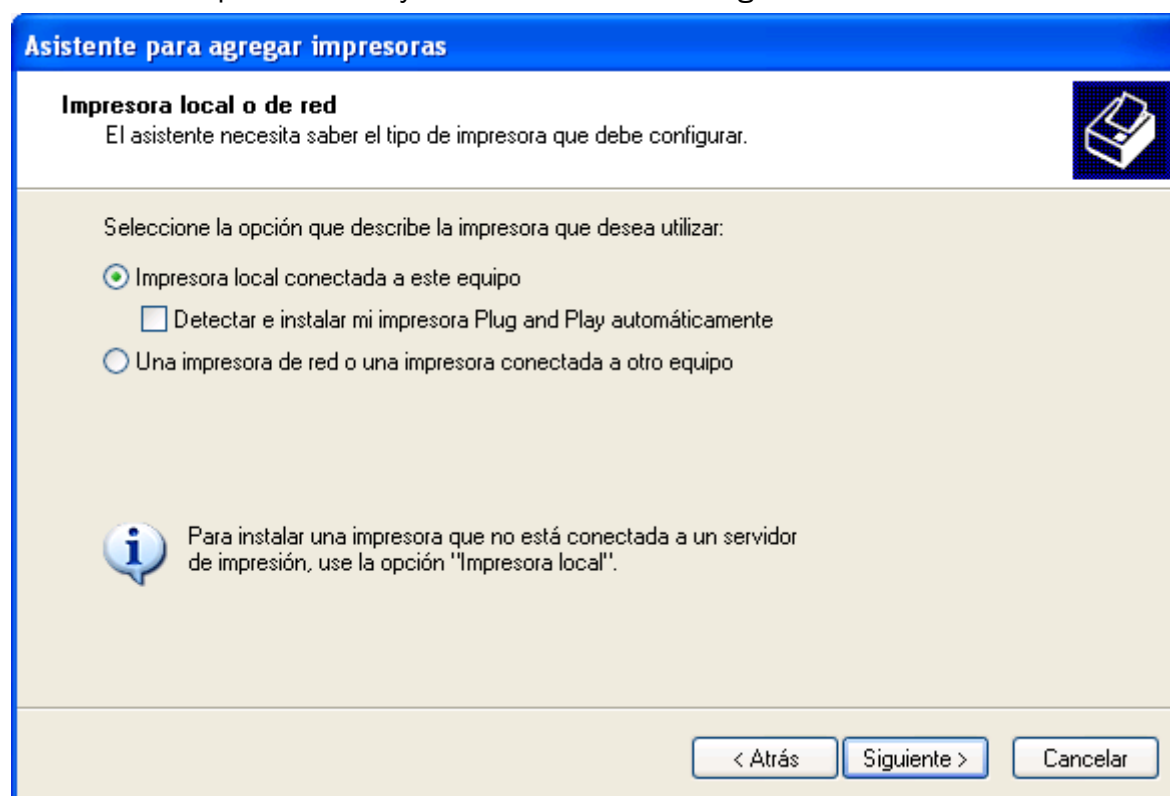 Asistente para agregar impresoras
Impresora local o de red
El asistente necesita saber el tipo de impresora que debe configurar.
Seleccione la opción que describe la impresora que desea utilizar:
Impresora local conectada a este equipo
Detectar e instalar mi impresora Plug and Play automáticamente
Una impresora de red o una impresora conectada a otro equipo
Para instalar una impresora que no está conectada a un servidor
de impresión, use la opción "Impresora local".
< Atrás
Siguiente >
Cancelar